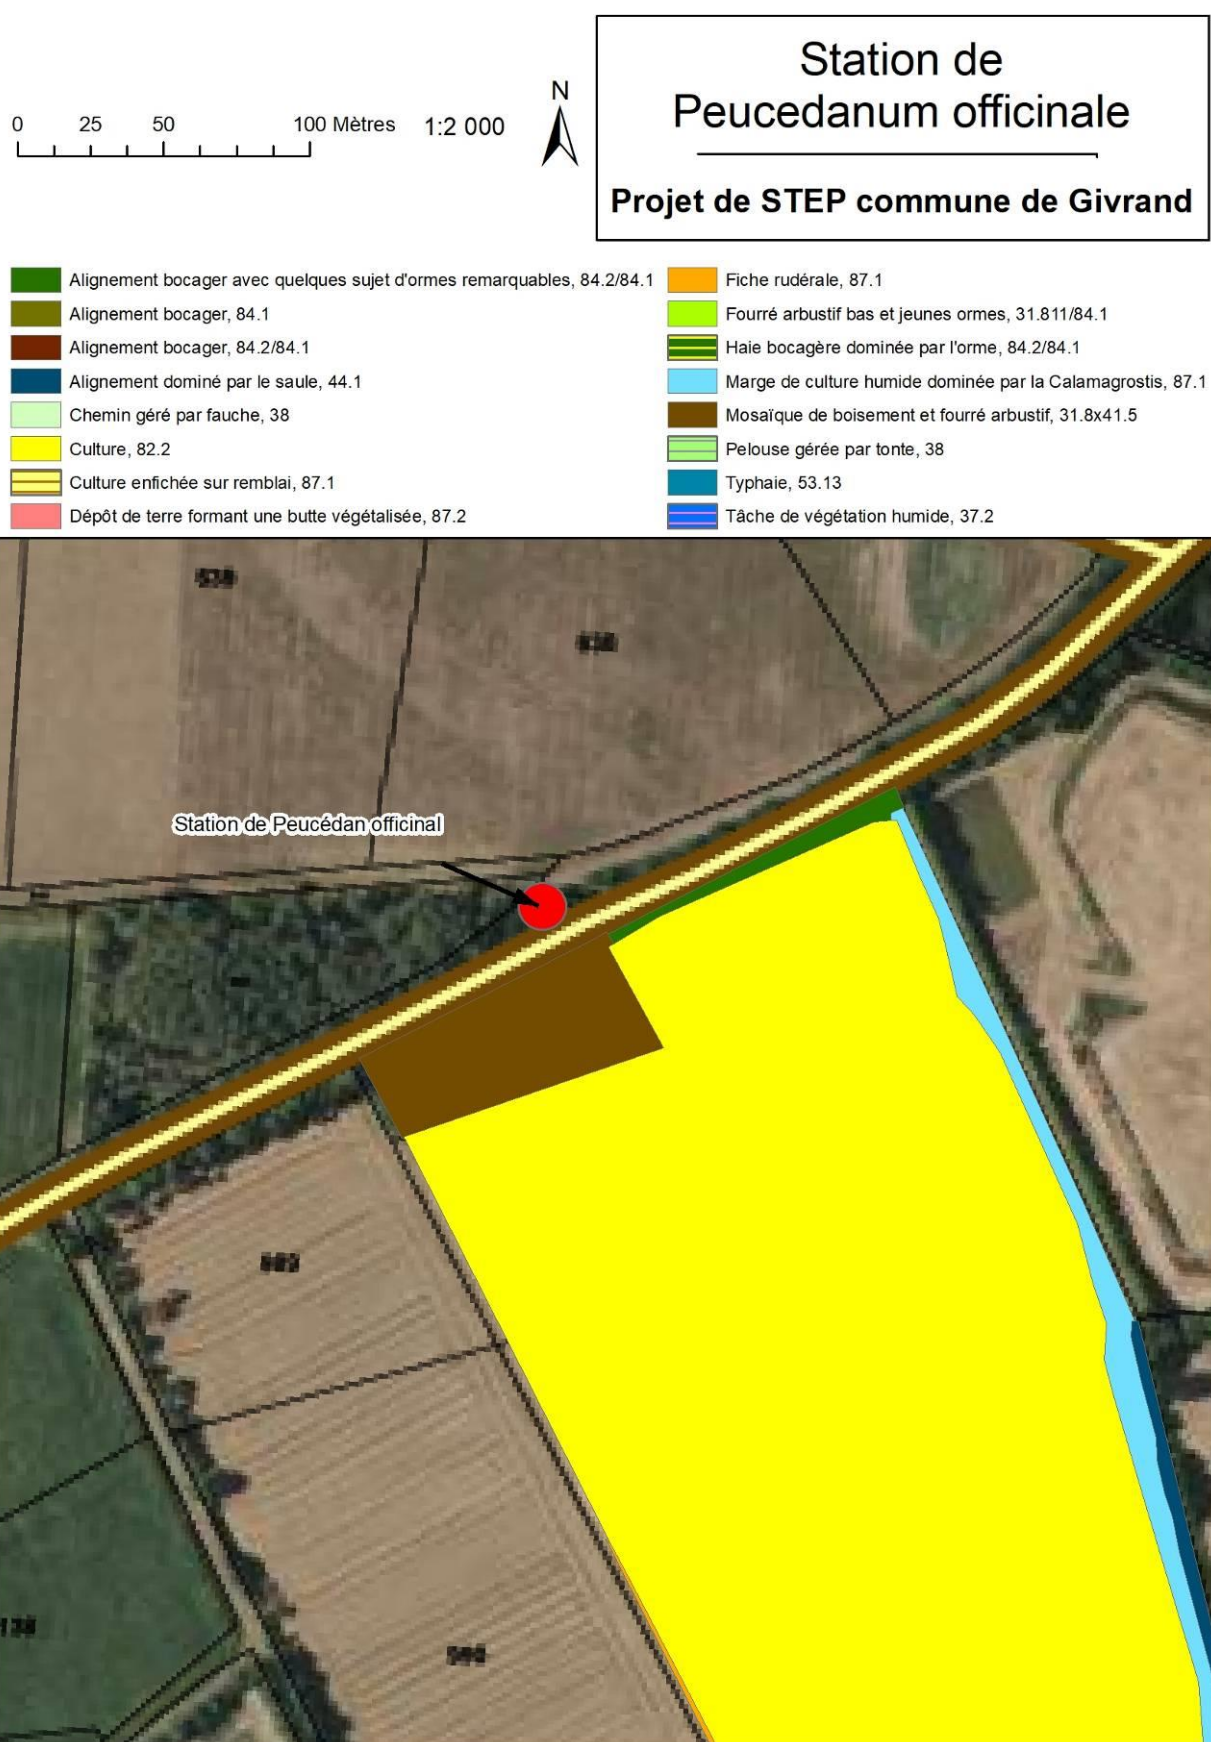 Station de
Peucedanum officinale
Projet de STEP commune de Givrand
0 25 50 100 Mètres 1:2 000
N
Alignement bocager avec quelques sujet d'ormes remarquables, 84.2/84.1
Alignement bocager, 84.1
Alignement bocager, 84.2/84.1
Alignement dominé par le saule, 44.1
Chemin géré par fauche, 38
Culture, 82.2
Culture enfichée sur remblai, 87.1
Dépôt de terre formant une butte végétalisée, 87.2
Fiche rudérale, 87.1
Fourré arbustif bas et jeunes ormes, 31.811/84.1
Haie bocagère dominée par l'orme, 84.2/84.1
Marge de culture humide dominée par la Calamagrostis, 87.1
Mosaïque de boisement et fourré arbustif, 31.8x41.5
Pelouse gérée par tonte, 38
Typhaie, 53.13
Tâche de végétation humide, 37.2
Station de Peucédan officinal